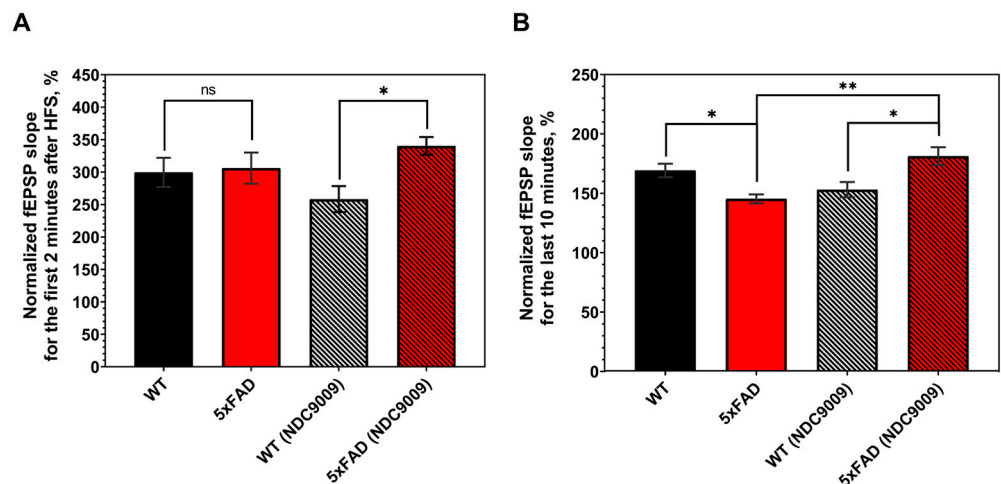 A
Normalized fEPSP slope
for the first 2 minutes after HFS, %
450
400
350
300
250
200
150
100
50
0
ns
*
WT
5xFAD
WT (NDC9009)
5xFAD (NDC9009)
B
Normalized fEPSP slope
for the last 10 minutes, %
250
200
150
100
50
0
**
*
*
WT
5xFAD
WT (NDC9009)
5xFAD (NDC9009)